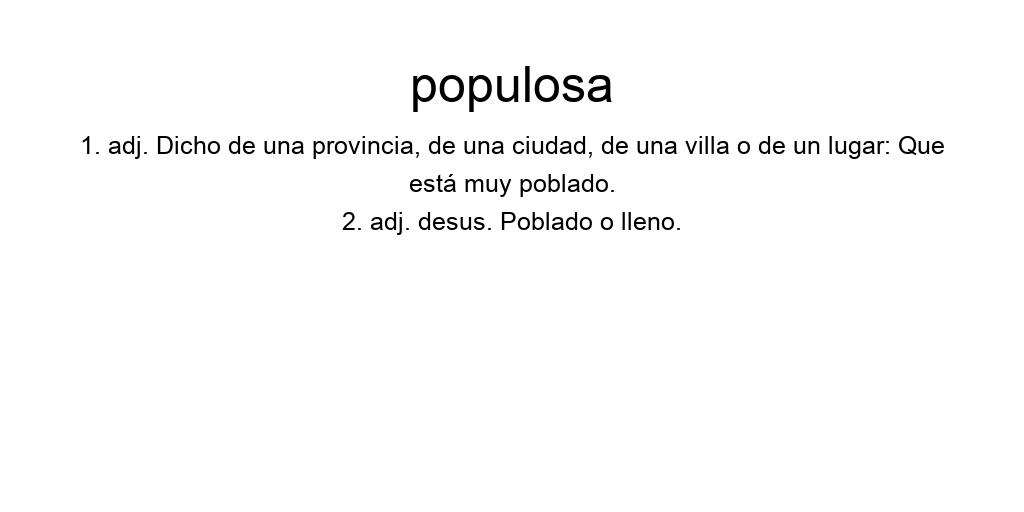 populosa
1. adj. Dicho de una provincia, de una ciudad, de una villa o de un lugar: Que
está muy poblado.
2. adj. desus. Poblado o lleno.